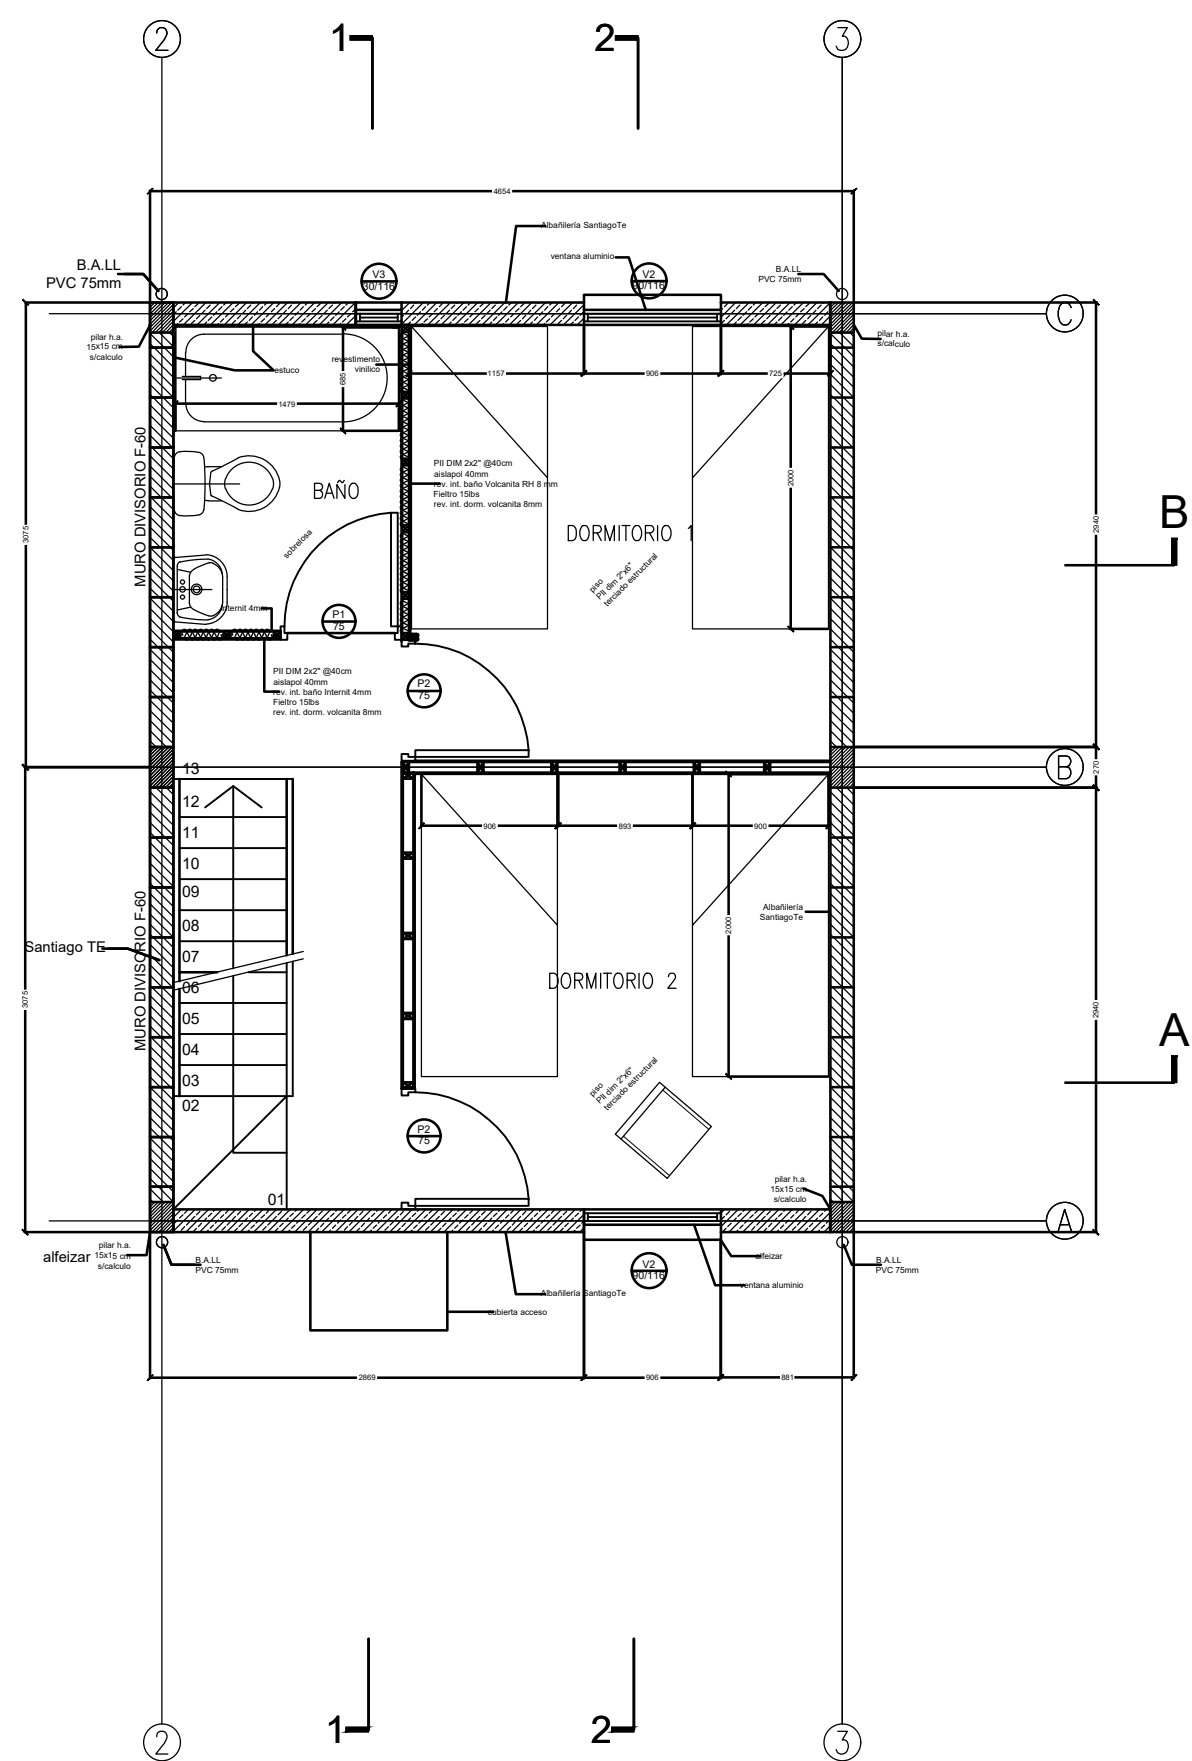 2
1
2
3
4654
Albañilería SantiagoTe
ventana aluminio
B.A.LL
PVC 75mm
V3
30/116
V2
90/116
B.A.LL
PVC 75mm
C
pilar h.a.
15x15 cm
s/calculo
estuco
revestimento
vinilico
685
1479
1157
906
725
pilar h.a.
s/calculo
MURO DIVISORIO F-60
BAÑO
PII DIM 2x2" @40cm
aislapol 40mm
rev. int. baño Volcanita RH 8 mm
Fieltro 15lbs
rev. int. dorm. volcanita 8mm
2000
B
3075
sobrelosa
DORMITORIO 1
2940
piso
PII dim 2"x6"
terciado estructural
Internit 4mm
P1
75
PII DIM 2x2" @40cm
aislapol 40mm
rev. int. baño Internit 4mm
Fieltro 15lbs
rev. int. dorm. volcanita 8mm
P2
75
13
B
270
12
11
10
09
08
07
06
05
04
03
02
01
906
893
900
MURO DIVISORIO F-60
Santiago TE
Albañilería
SantiagoTe
2000
DORMITORIO 2
3075
2940
A
piso
PII dim 2"x6"
terciado estructural
P2
75
pilar h.a.
15x15 cm
s/calculo
A
alfeizar
pilar h.a.
15x15 cm
s/calculo
B.A.LL
PVC 75mm
V2
90/116
alfeizar
ventana aluminio
B.A.LL
PVC 75mm
Albañilería SantiagoTe
cubierta acceso
2869
906
881
2
1
2
3